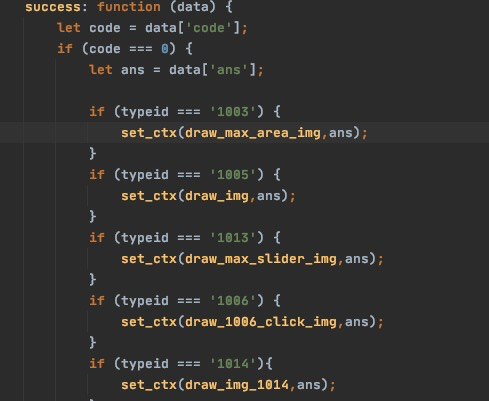 success: function (data) {
let code = data['code'];
if (code === 0) {
let ans = data['ans'];
if (typeid === '1003') {
set_ctx(draw_max_area_img,ans);
}
if (typeid === '1005') {
set_ctx(draw_img,ans);
}
if (typeid === '1013') {
set_ctx(draw_max_slider_img,ans);
}
if (typeid === '1006') {
set_ctx(draw_1006_click_img,ans);
}
if (typeid === '1014'){
set_ctx(draw_img_1014,ans);